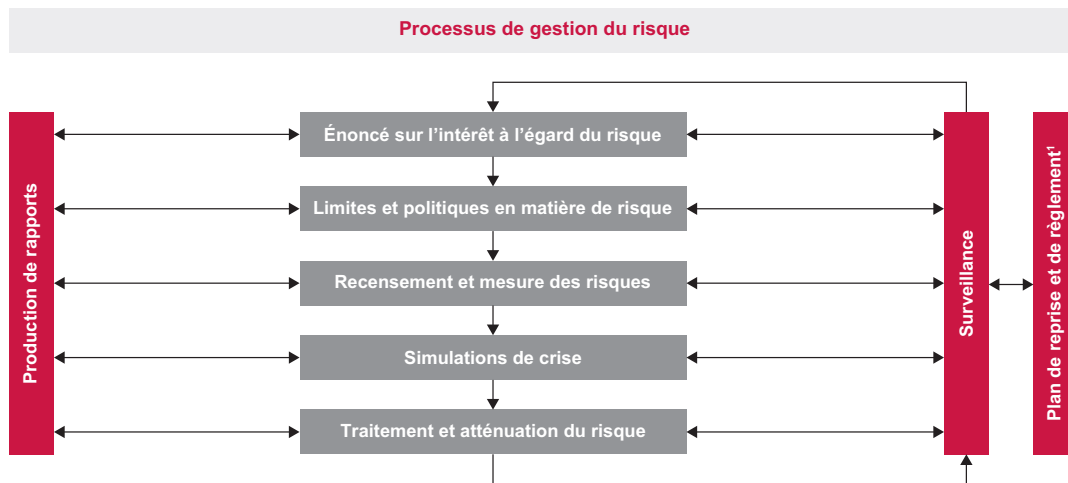 Processus de gestion du risque
Production de rapports
Énoncé sur l’intérêt à l’égard du risque
Limites et politiques en matière de risque
Recensement et mesure des risques
Simulations de crise
Traitement et atténuation du risque
Surveillance
Plan de reprise et de règlement¹